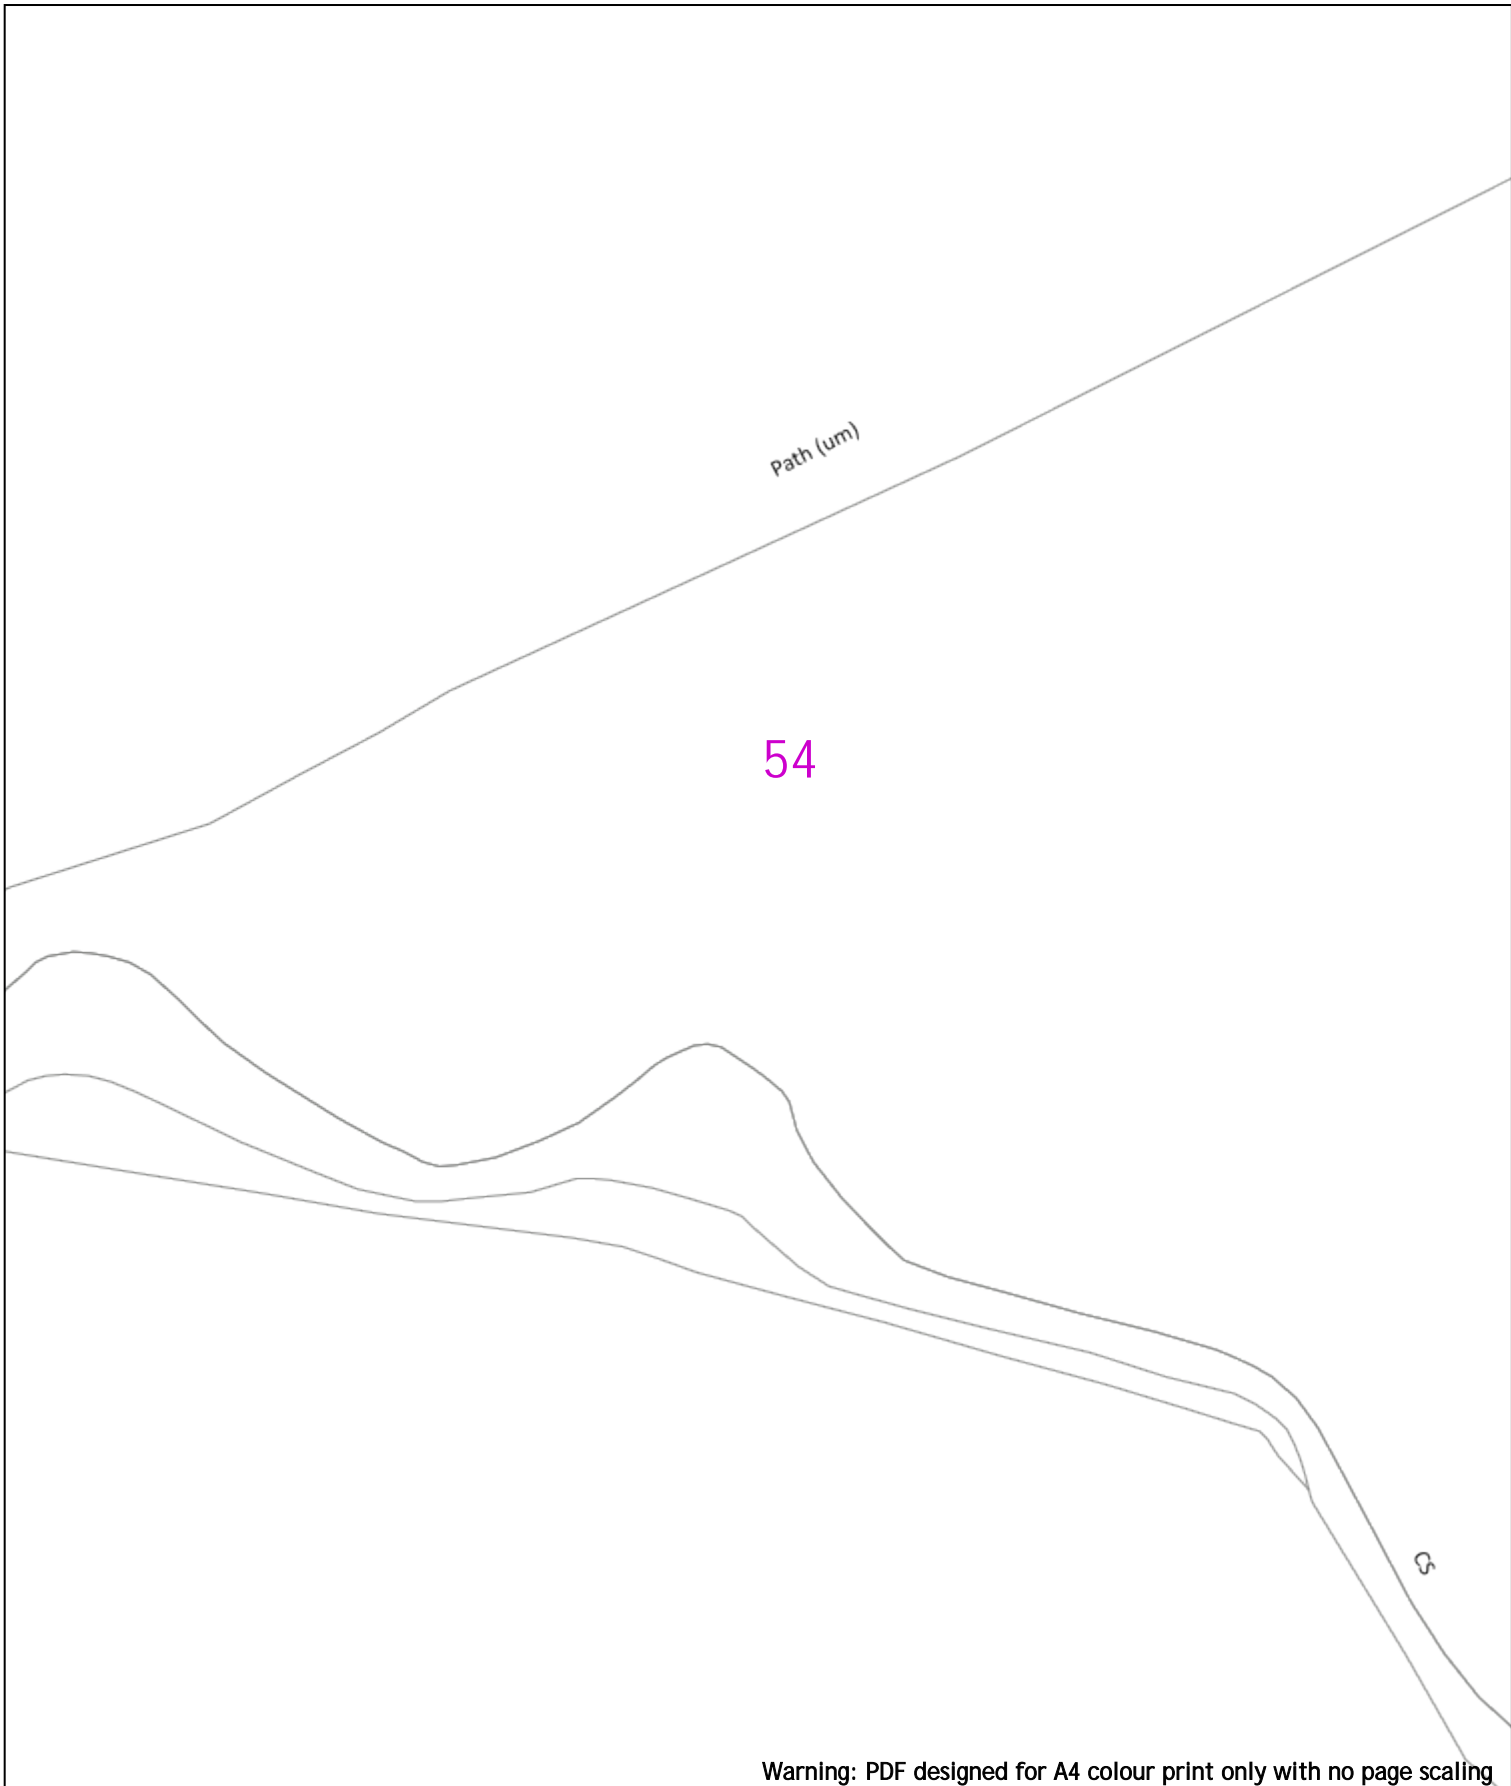 Path (um)
54
CS
Warning: PDF designed for A4 colour print only with no page scaling